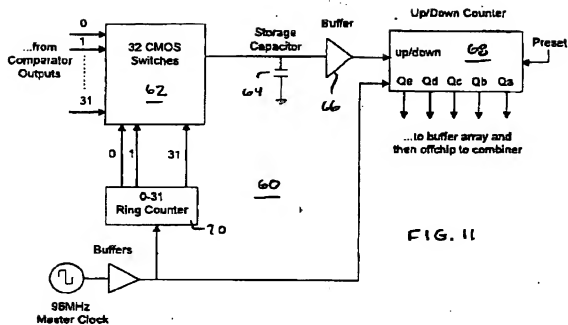 Up/Down Counter
Buffer
Storage
Capacitor
0
1
31
...from
Comparator
Outputs
32 CMOS
Switches
62
64
66
up/down
68
Preset
Qe Qd Qc Qb Qa
...to buffer array and
then offchip to combiner
0 1 31
0-31
Ring Counter
70
60
FIG. 11
Buffers
96MHz
Master Clock